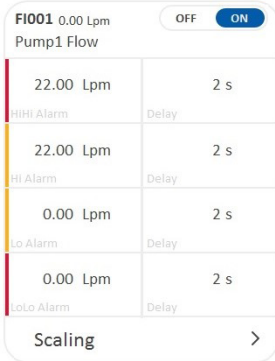 FI001 0.00 Lpm OFF ON
Pump1 Flow
22.00 Lpm 2 s
HiHi Alarm Delay
22.00 Lpm 2 s
Hi Alarm Delay
0.00 Lpm 2 s
Lo Alarm Delay
0.00 Lpm 2 s
LoLo Alarm Delay
Scaling >